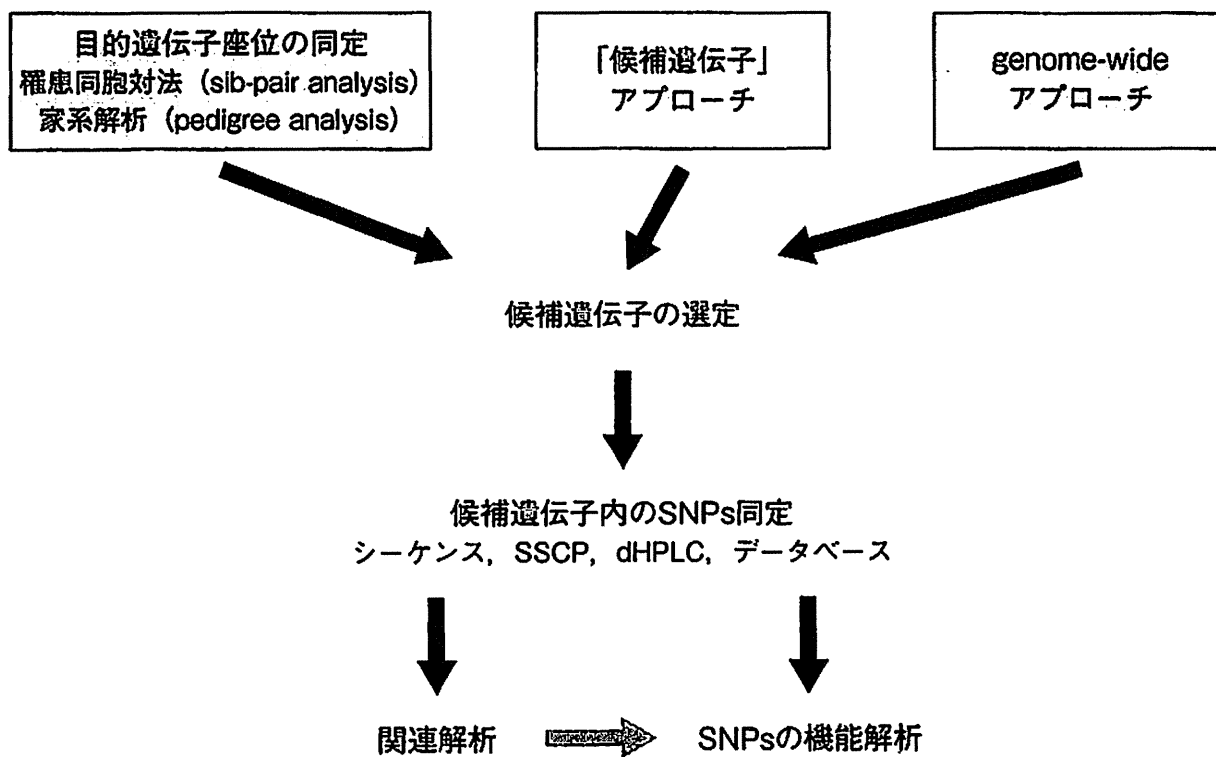 目的遺伝子座位の同定
罹患同胞対法 (sib-pair analysis)
家系解析 (pedigree analysis)
「候補遺伝子」
アプローチ
genome-wide
アプローチ
候補遺伝子の選定
候補遺伝子内のSNPs同定
シーケンス, SSCP, dHPLC, データベース
関連解析
SNPsの機能解析